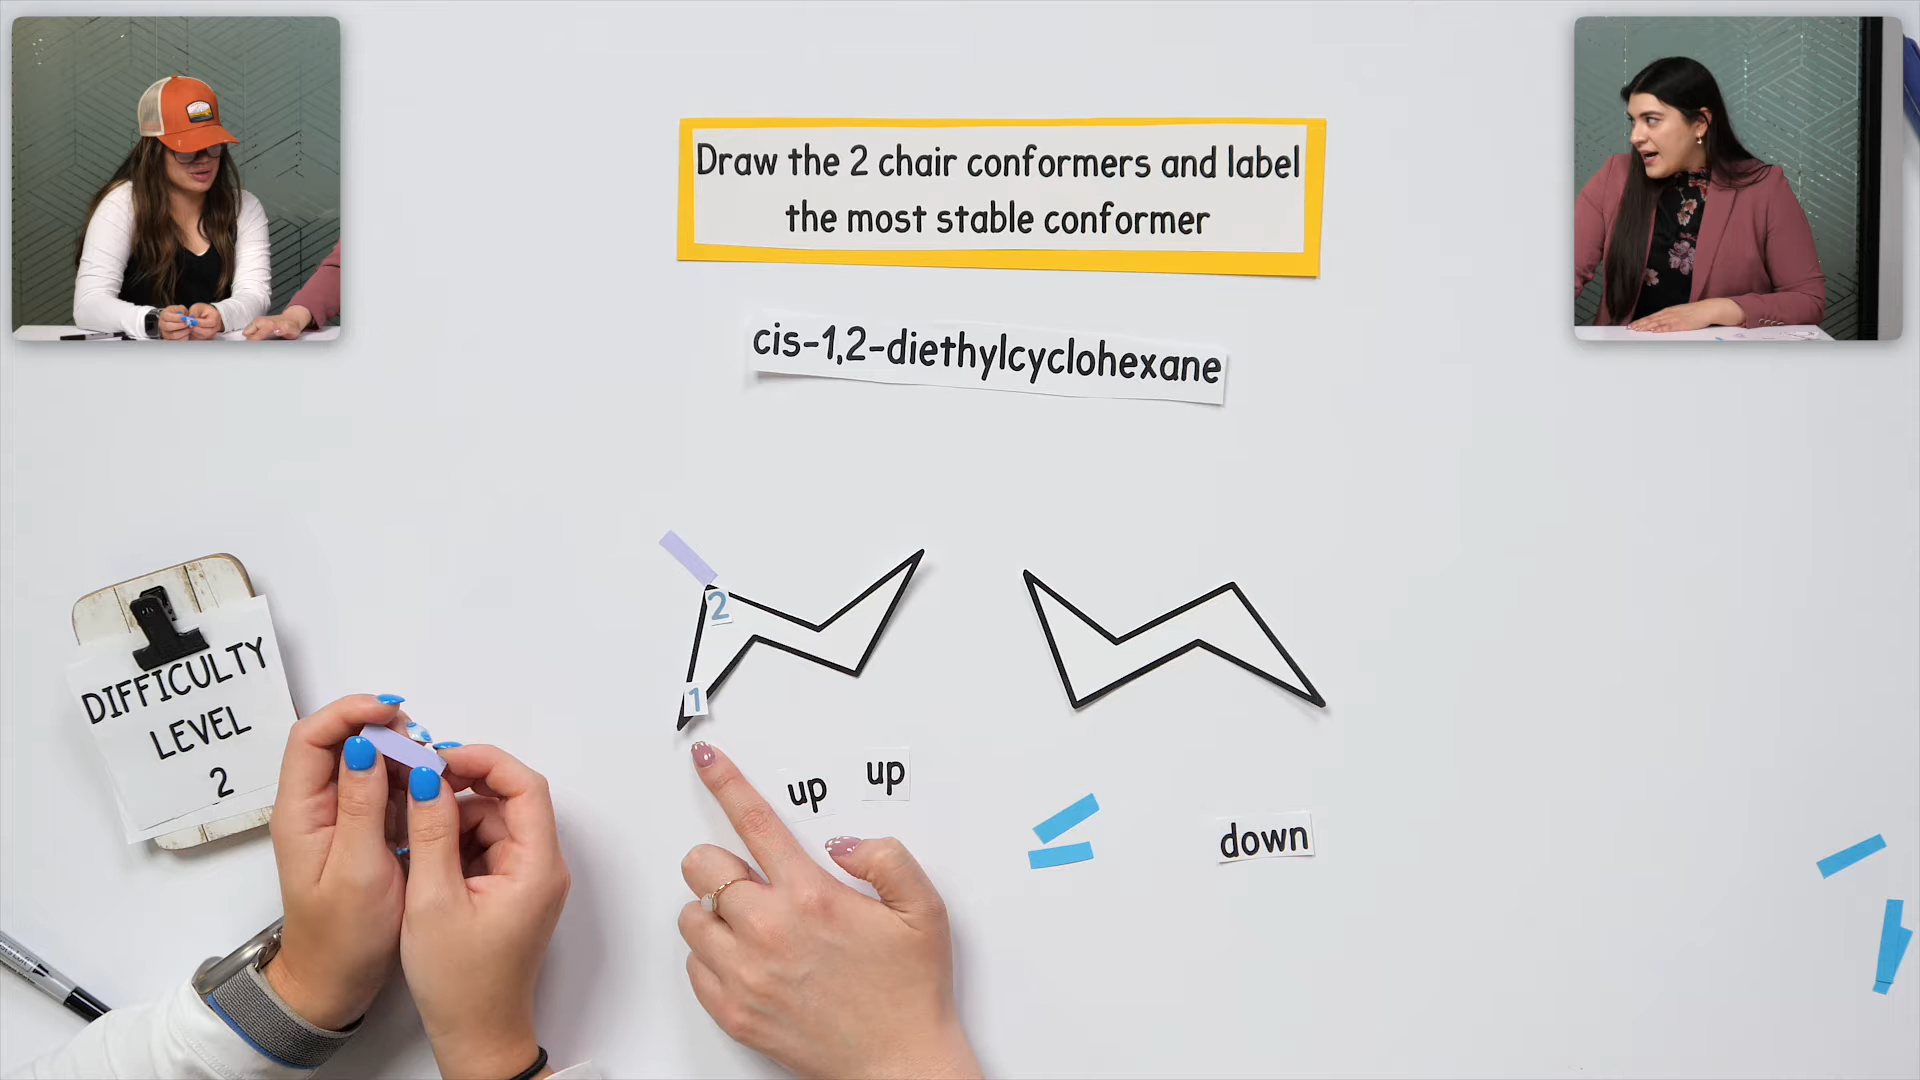 Draw the 2 chair conformers and label
the most stable conformer
cis-1,2-diethylcyclohexane
DIFFICULTY
LEVEL
2
2
1
up
up
down